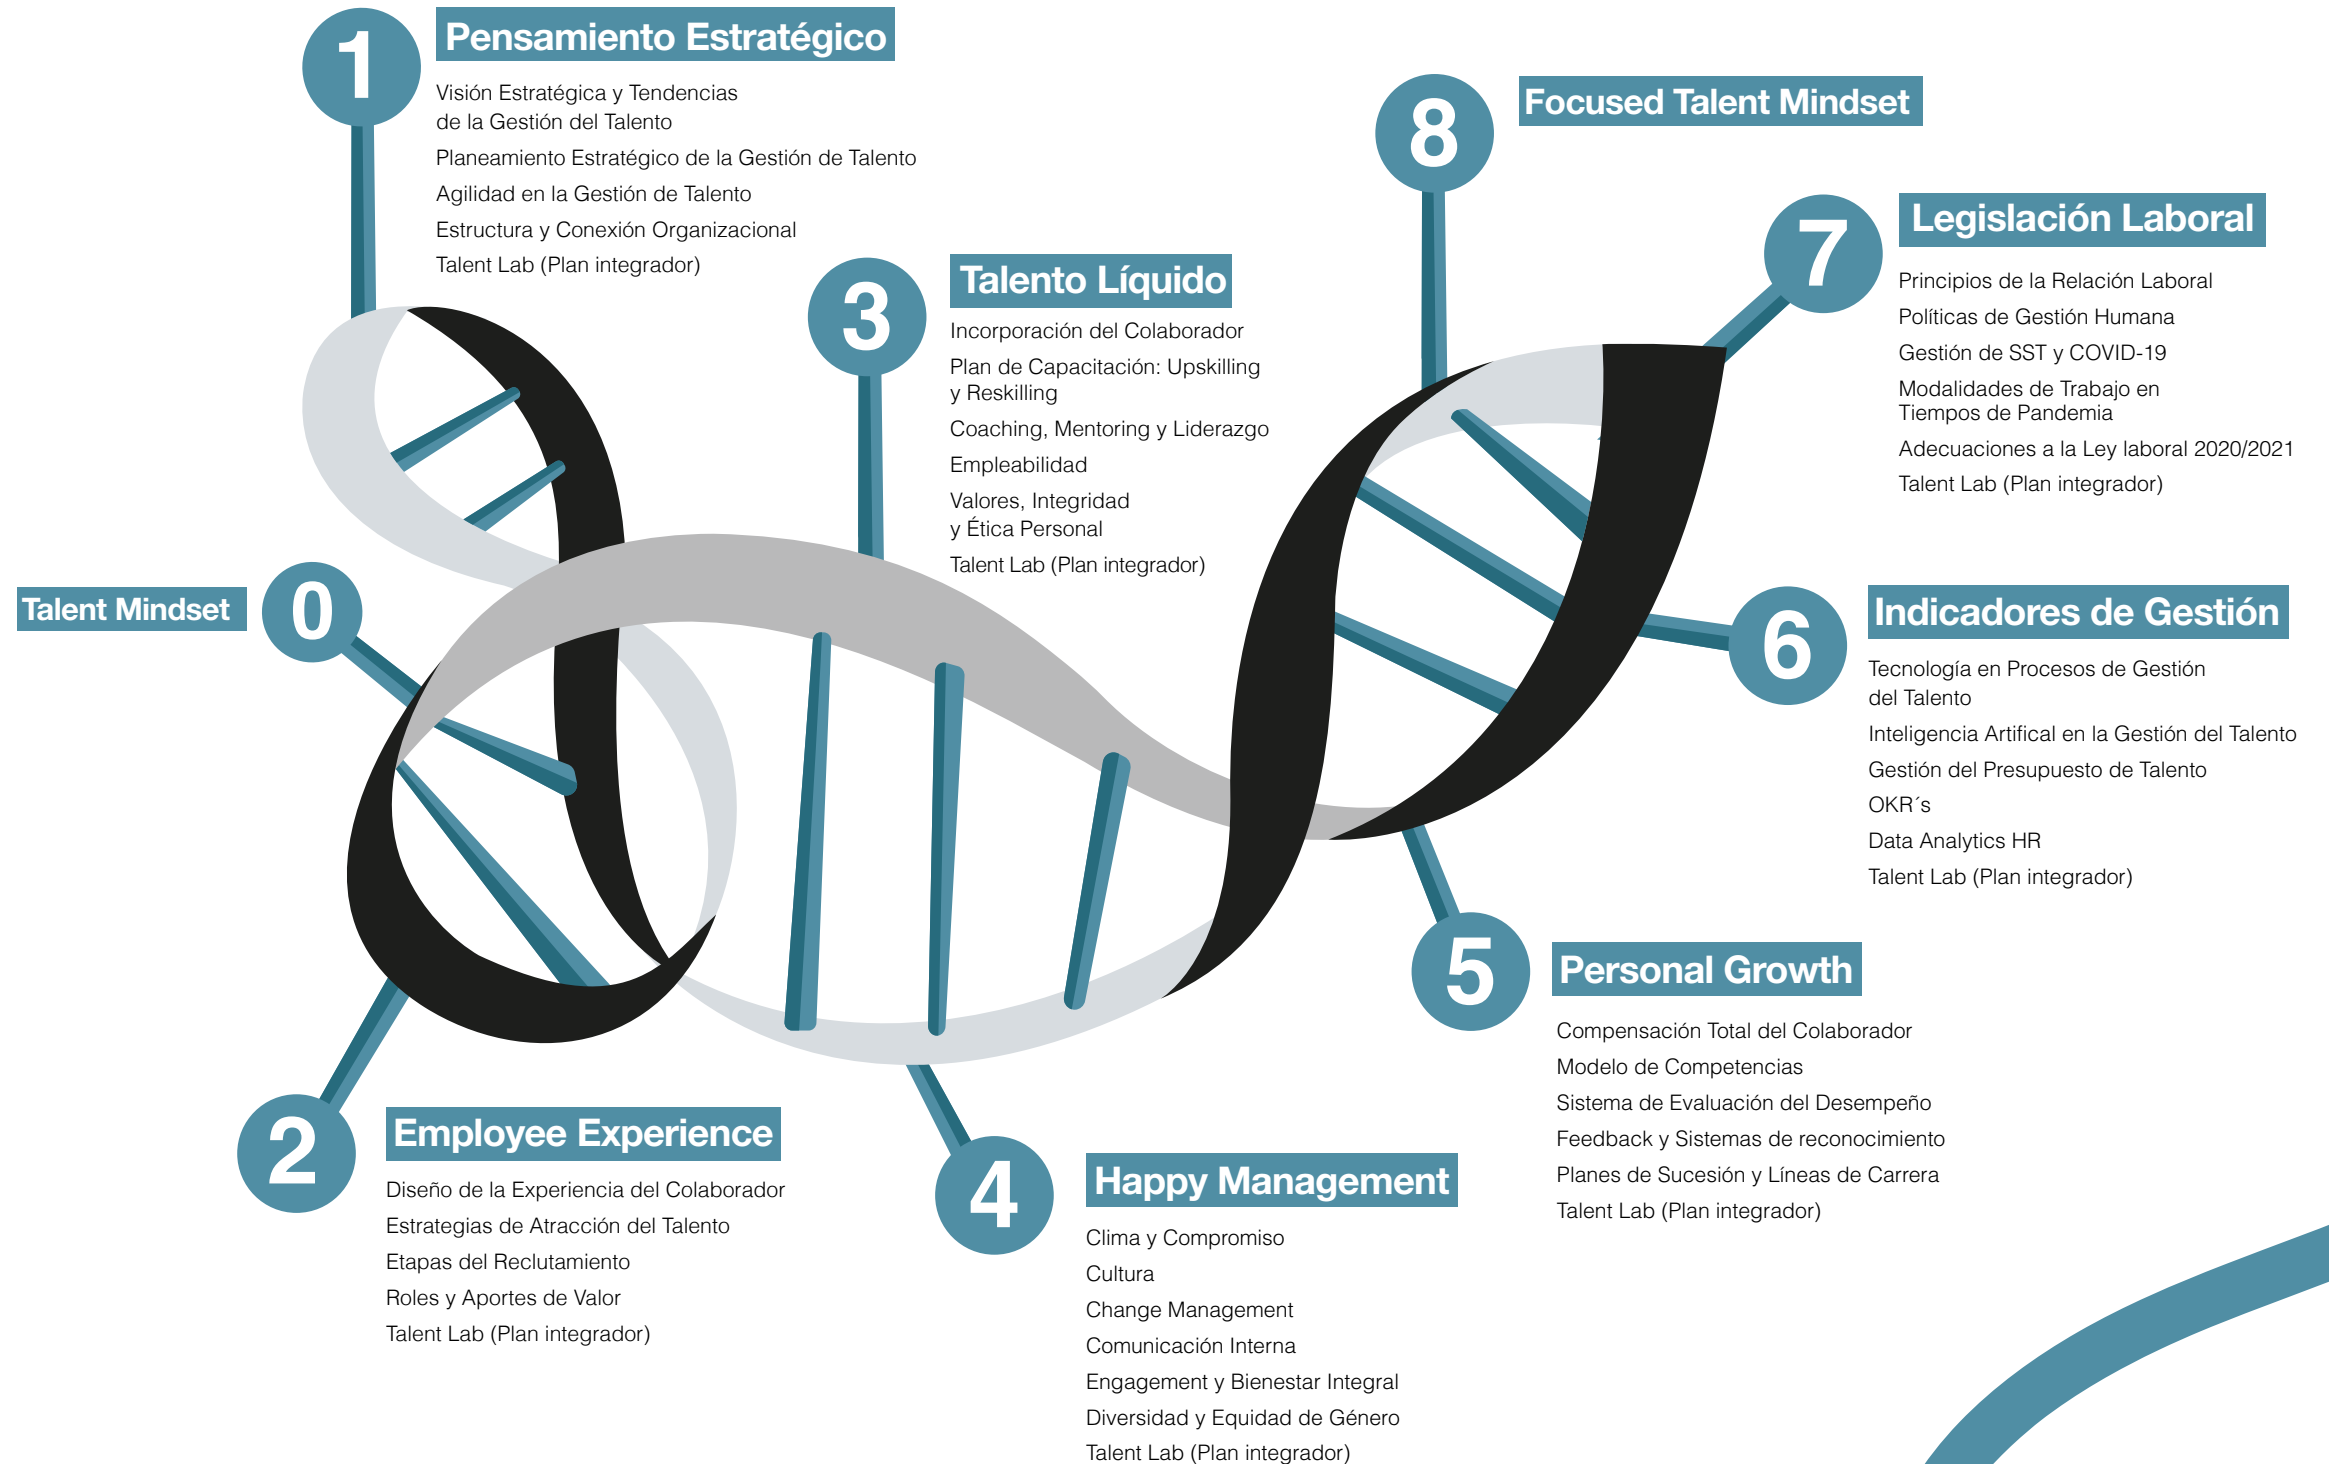 0
Talent Mindset
1
Pensamiento Estratégico
Visión Estratégica y Tendencias
de la Gestión del Talento
Planeamiento Estratégico de la Gestión de Talento
Agilidad en la Gestión de Talento
Estructura y Conexión Organizacional
Talent Lab (Plan integrador)
2
Employee Experience
Diseño de la Experiencia del Colaborador
Estrategias de Atracción del Talento
Etapas del Reclutamiento
Roles y Aportes de Valor
Talent Lab (Plan integrador)
3
Talento Líquido
Incorporación del Colaborador
Plan de Capacitación: Upskilling
y Reskilling
Coaching, Mentoring y Liderazgo
Empleabilidad
Valores, Integridad
y Ética Personal
Talent Lab (Plan integrador)
4
Happy Management
Clima y Compromiso
Cultura
Change Management
Comunicación Interna
Engagement y Bienestar Integral
Diversidad y Equidad de Género
Talent Lab (Plan integrador)
5
Personal Growth
Compensación Total del Colaborador
Modelo de Competencias
Sistema de Evaluación del Desempeño
Feedback y Sistemas de reconocimiento
Planes de Sucesión y Líneas de Carrera
Talent Lab (Plan integrador)
6
Indicadores de Gestión
Tecnología en Procesos de Gestión
del Talento
Inteligencia Artifical en la Gestión del Talento
Gestión del Presupuesto de Talento
OKR´s
Data Analytics HR
Talent Lab (Plan integrador)
7
Legislación Laboral
Principios de la Relación Laboral
Políticas de Gestión Humana
Gestión de SST y COVID-19
Modalidades de Trabajo en
Tiempos de Pandemia
Adecuaciones a la Ley laboral 2020/2021
Talent Lab (Plan integrador)
8
Focused Talent Mindset